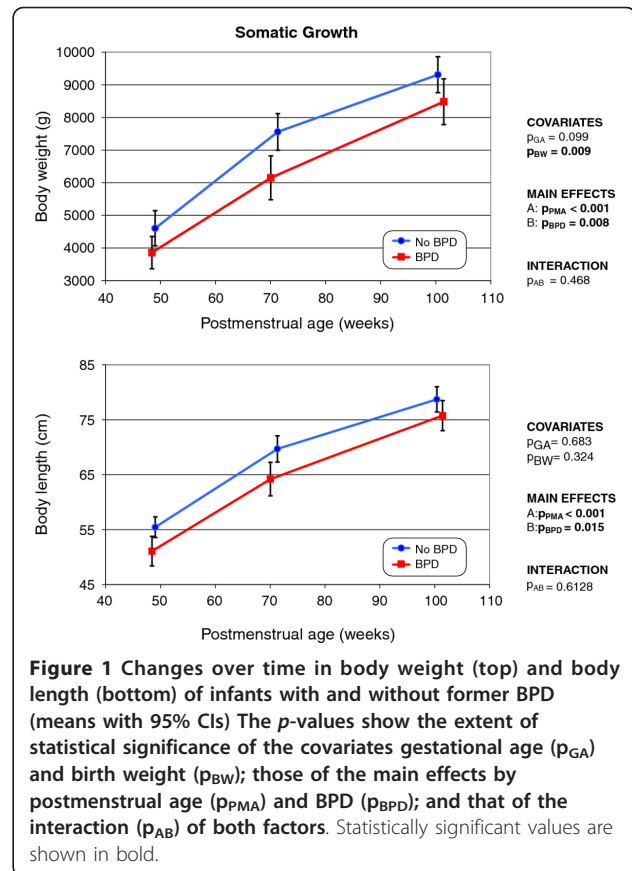 Somatic Growth
10000
9000
8000
7000
6000
5000
4000
3000
Body weight (g)
No BPD
BPD
40 50 60 70 80 90 100 110
Postmenstrual age (weeks)
COVARIATES
pGA = 0.099
pBW = 0.009
MAIN EFFECTS
A: pPMA < 0.001
B: pBPD = 0.008
INTERACTION
pAB = 0.468
85
75
65
55
45
Body length (cm)
No BPD
BPD
40 50 60 70 80 90 100 110
Postmenstrual age (weeks)
COVARIATES
pGA= 0.683
pBW= 0.324
MAIN EFFECTS
A:pPMA< 0.001
B:pBPD = 0.015
INTERACTION
pAB = 0.6128
Figure 1 Changes over time in body weight (top) and body
length (bottom) of infants with and without former BPD
(means with 95% CIs) The p-values show the extent of
statistical significance of the covariates gestational age (pGA)
and birth weight (pBW); those of the main effects by
postmenstrual age (pPMA) and BPD (pBPD); and that of the
interaction (pAB) of both factors. Statistically significant values are
shown in bold.